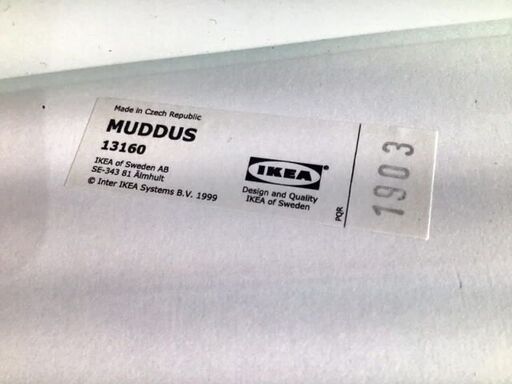 Made in Czech Republic
MUDDUS
13160
IKEA of Sweden AB
SE-343 81 Älmhult
© Inter IKEA Systems B.V. 1999
IKEA
Design and Quality
IKEA of Sweden
PQR
1903